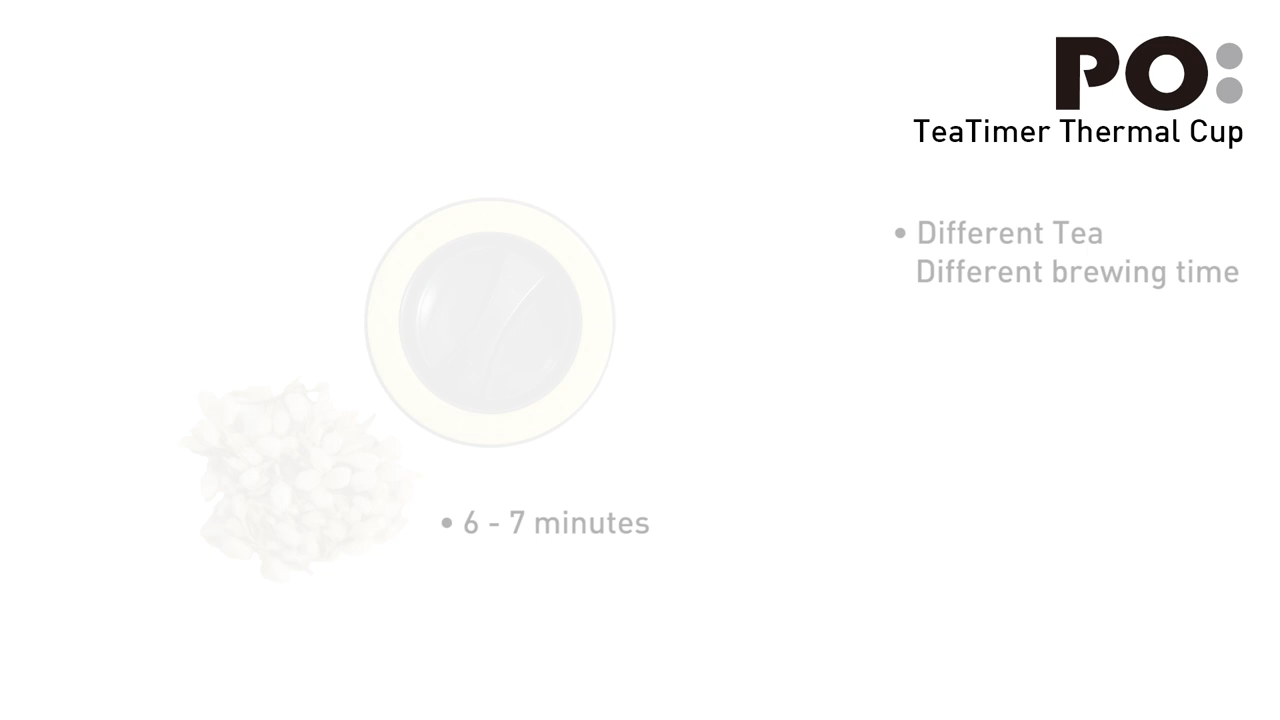 PO:
TeaTimer Thermal Cup
• Different Tea
Different brewing time
• 6 - 7 minutes